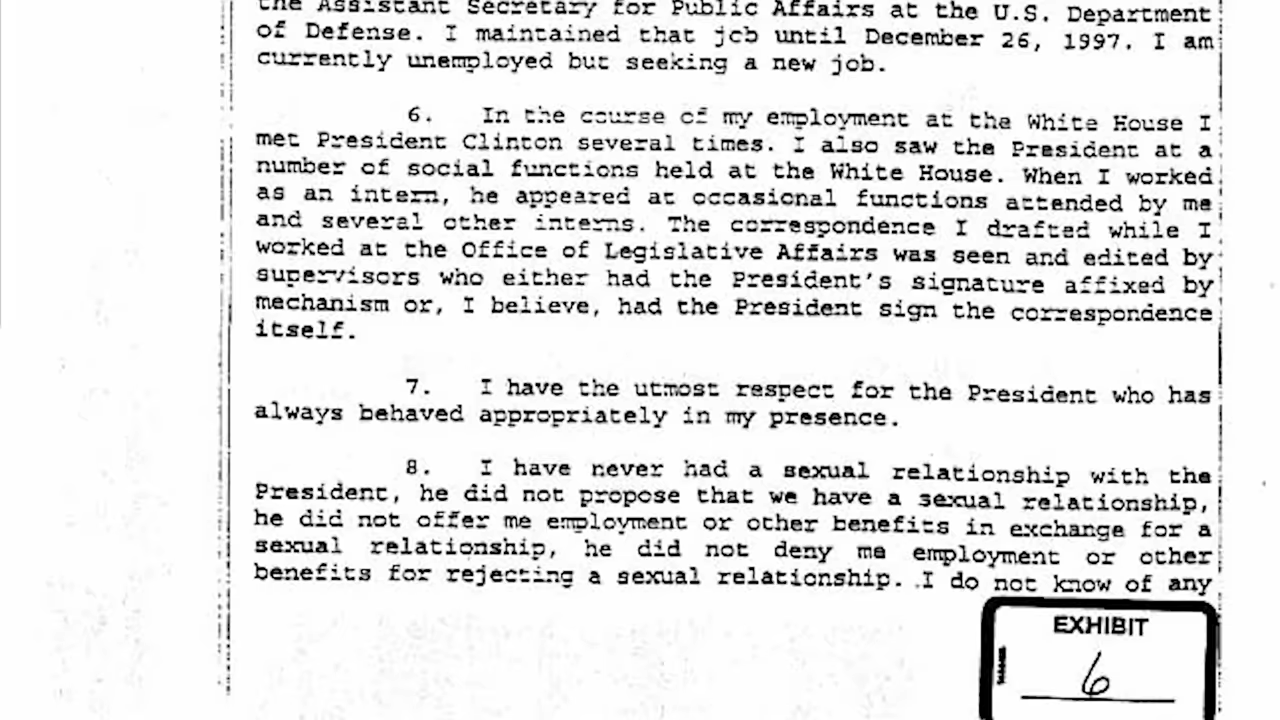 the Assistant Secretary for Public Affairs at the U.S. Department
of Defense. I maintained that job until December 26, 1997. I am
currently unemployed but seeking a new job.
6. In the course of my employment at the White House I
met President Clinton several times. I also saw the President at a
number of social functions held at the White House. When I worked
as an intern, he appeared at occasional functions attended by me
and several other interns. The correspondence I drafted while I
worked at the Office of Legislative Affairs was seen and edited by
supervisors who either had the President's signature affixed by
mechanism or, I believe, had the President sign the correspondence
itself.
7. I have the utmost respect for the President who has
always behaved appropriately in my presence.
8. I have never had a sexual relationship with the
President, he did not propose that we have a sexual relationship,
he did not offer me employment or other benefits in exchange for a
sexual relationship, he did not deny me employment or other
benefits for rejecting a sexual relationship. I do not know of any
EXHIBIT
6